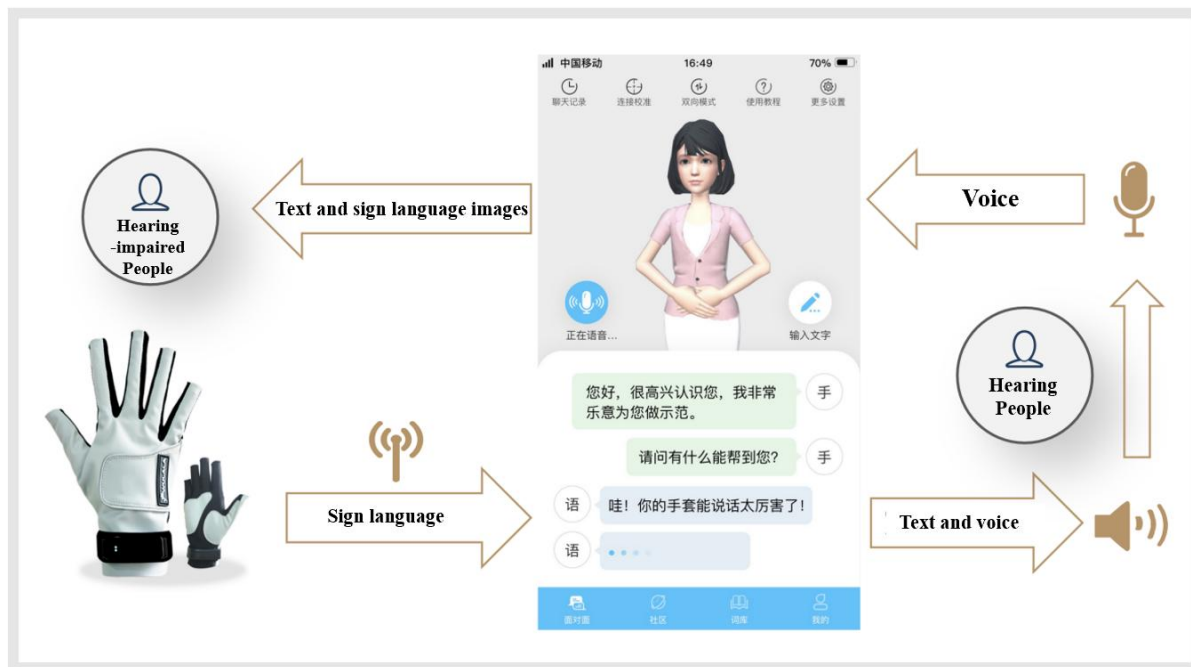 中国移动 16:49 70%
聊天记录 连接校准 双向模式 使用教程 更多设置
Hearing
-impaired
People
Text and sign language images
Voice
正在语音...
输入文字
Hearing
People
您好，很高兴认识您，我非常
乐意为您做示范。
手
请问有什么能帮到您？
手
语
哇！你的手套能说话太厉害了！
语
Sign language
Text and voice
面对面 社区 词库 我的